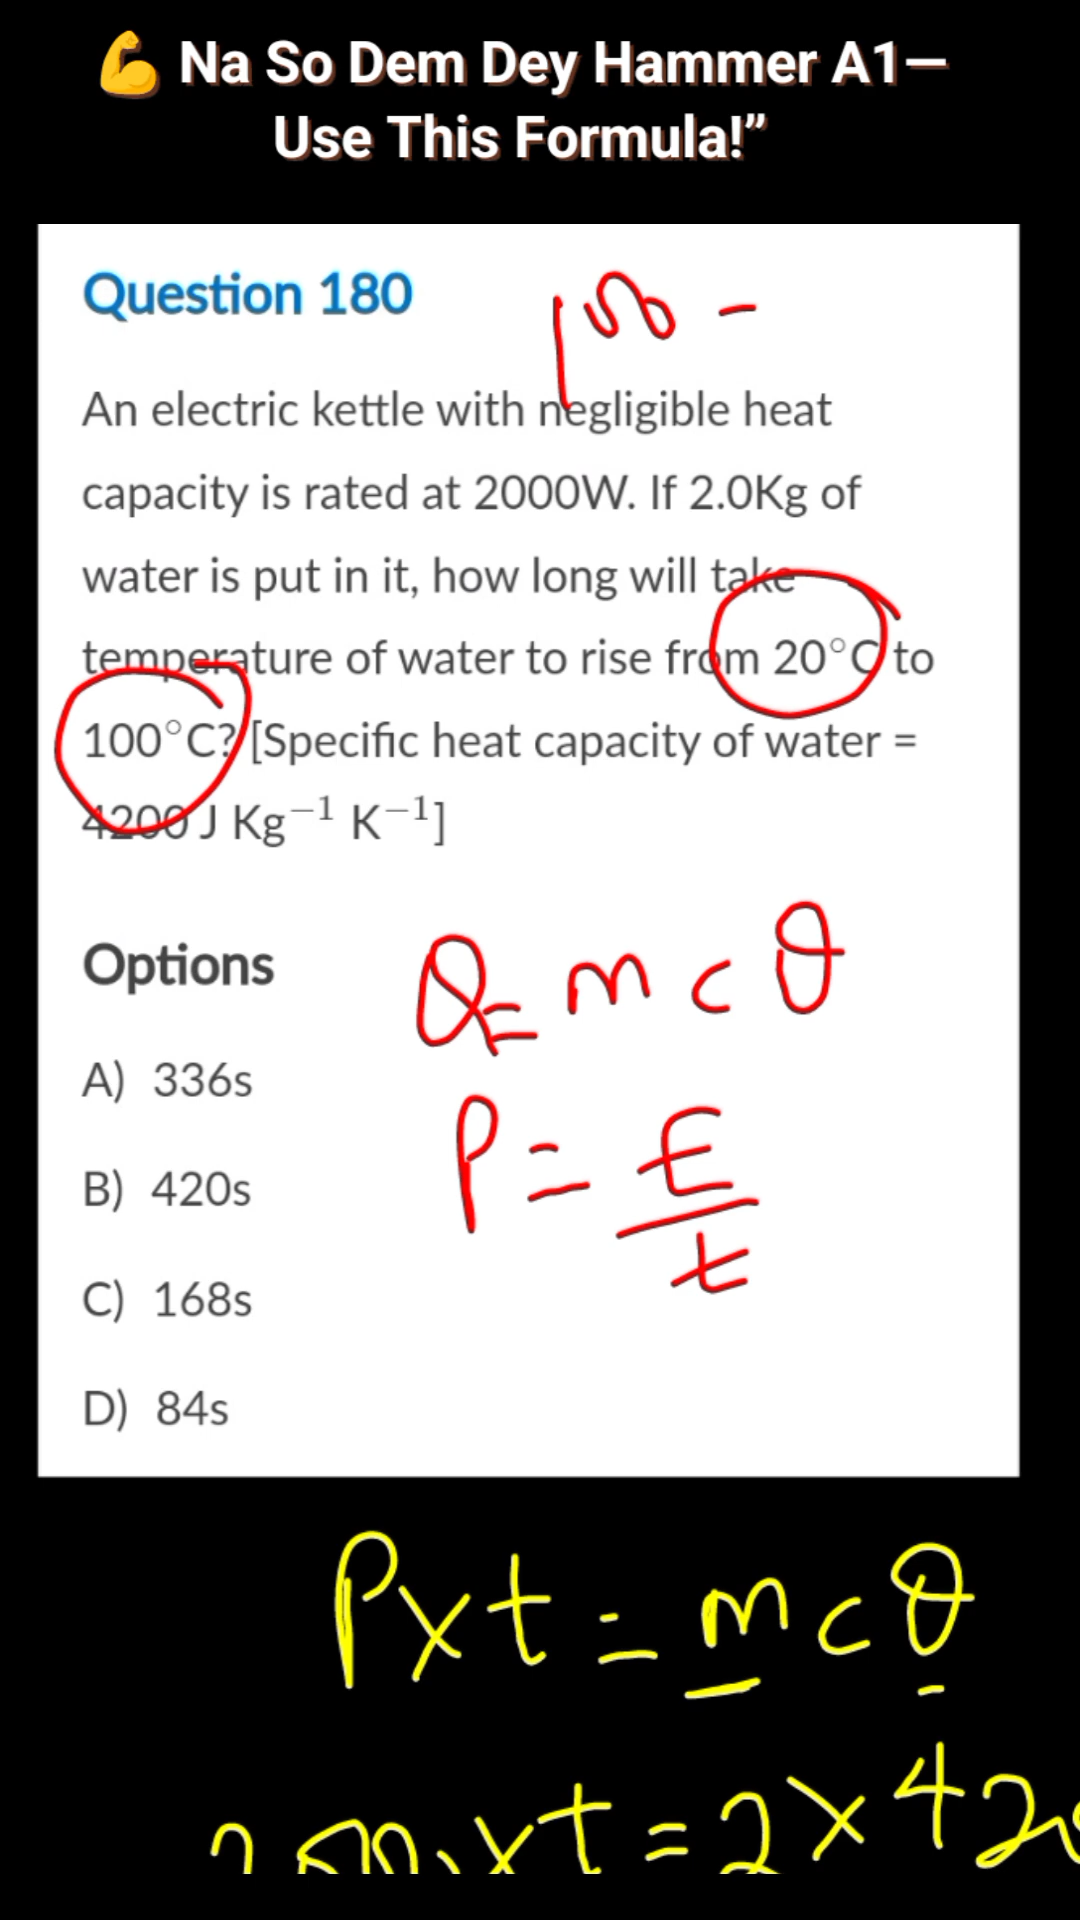 💪 Na So Dem Dey Hammer A1—
Use This Formula!”
Question 180
100 -
An electric kettle with negligible heat
capacity is rated at 2000W. If 2.0Kg of
water is put in it, how long will take
temperature of water to rise from 20°C to
100°C? [Specific heat capacity of water =
4200 J Kg⁻¹ K⁻¹]
Options
Q = m c θ
A) 336s
P = E/t
B) 420s
C) 168s
D) 84s
P x t = m c θ
x t = 2 x 420